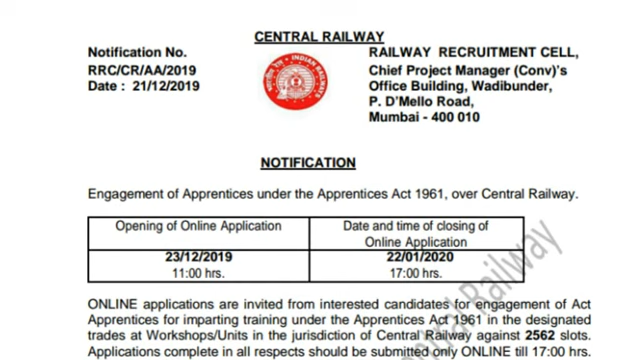 CENTRAL RAILWAY
Notification No.
RRC/CR/AA/2019
Date : 21/12/2019
RAILWAY RECRUITMENT CELL,
Chief Project Manager (Conv)'s
Office Building, Wadibunder,
P. D'Mello Road,
Mumbai - 400 010
INDIAN RAILWAYS
NOTIFICATION
Engagement of Apprentices under the Apprentices Act 1961, over Central Railway.
Opening of Online Application
Date and time of closing of
Online Application
23/12/2019
11:00 hrs.
22/01/2020
17:00 hrs.
ONLINE applications are invited from interested candidates for engagement of Act
Apprentices for imparting training under the Apprentices Act 1961 in the designated
trades at Workshops/Units in the jurisdiction of Central Railway against 2562 slots.
Applications complete in all respects should be submitted only ONLINE till 17:00 hrs.
Central Railway